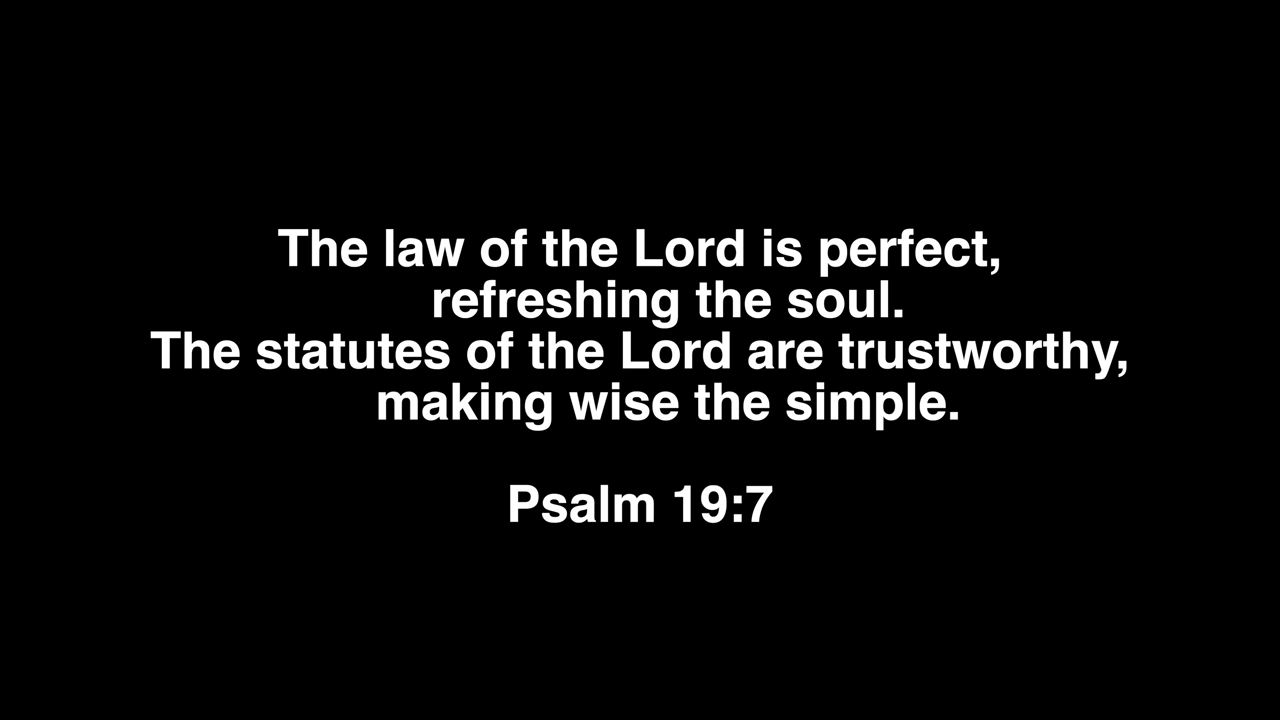 The law of the Lord is perfect,
refreshing the soul.
The statutes of the Lord are trustworthy,
making wise the simple.
Psalm 19:7